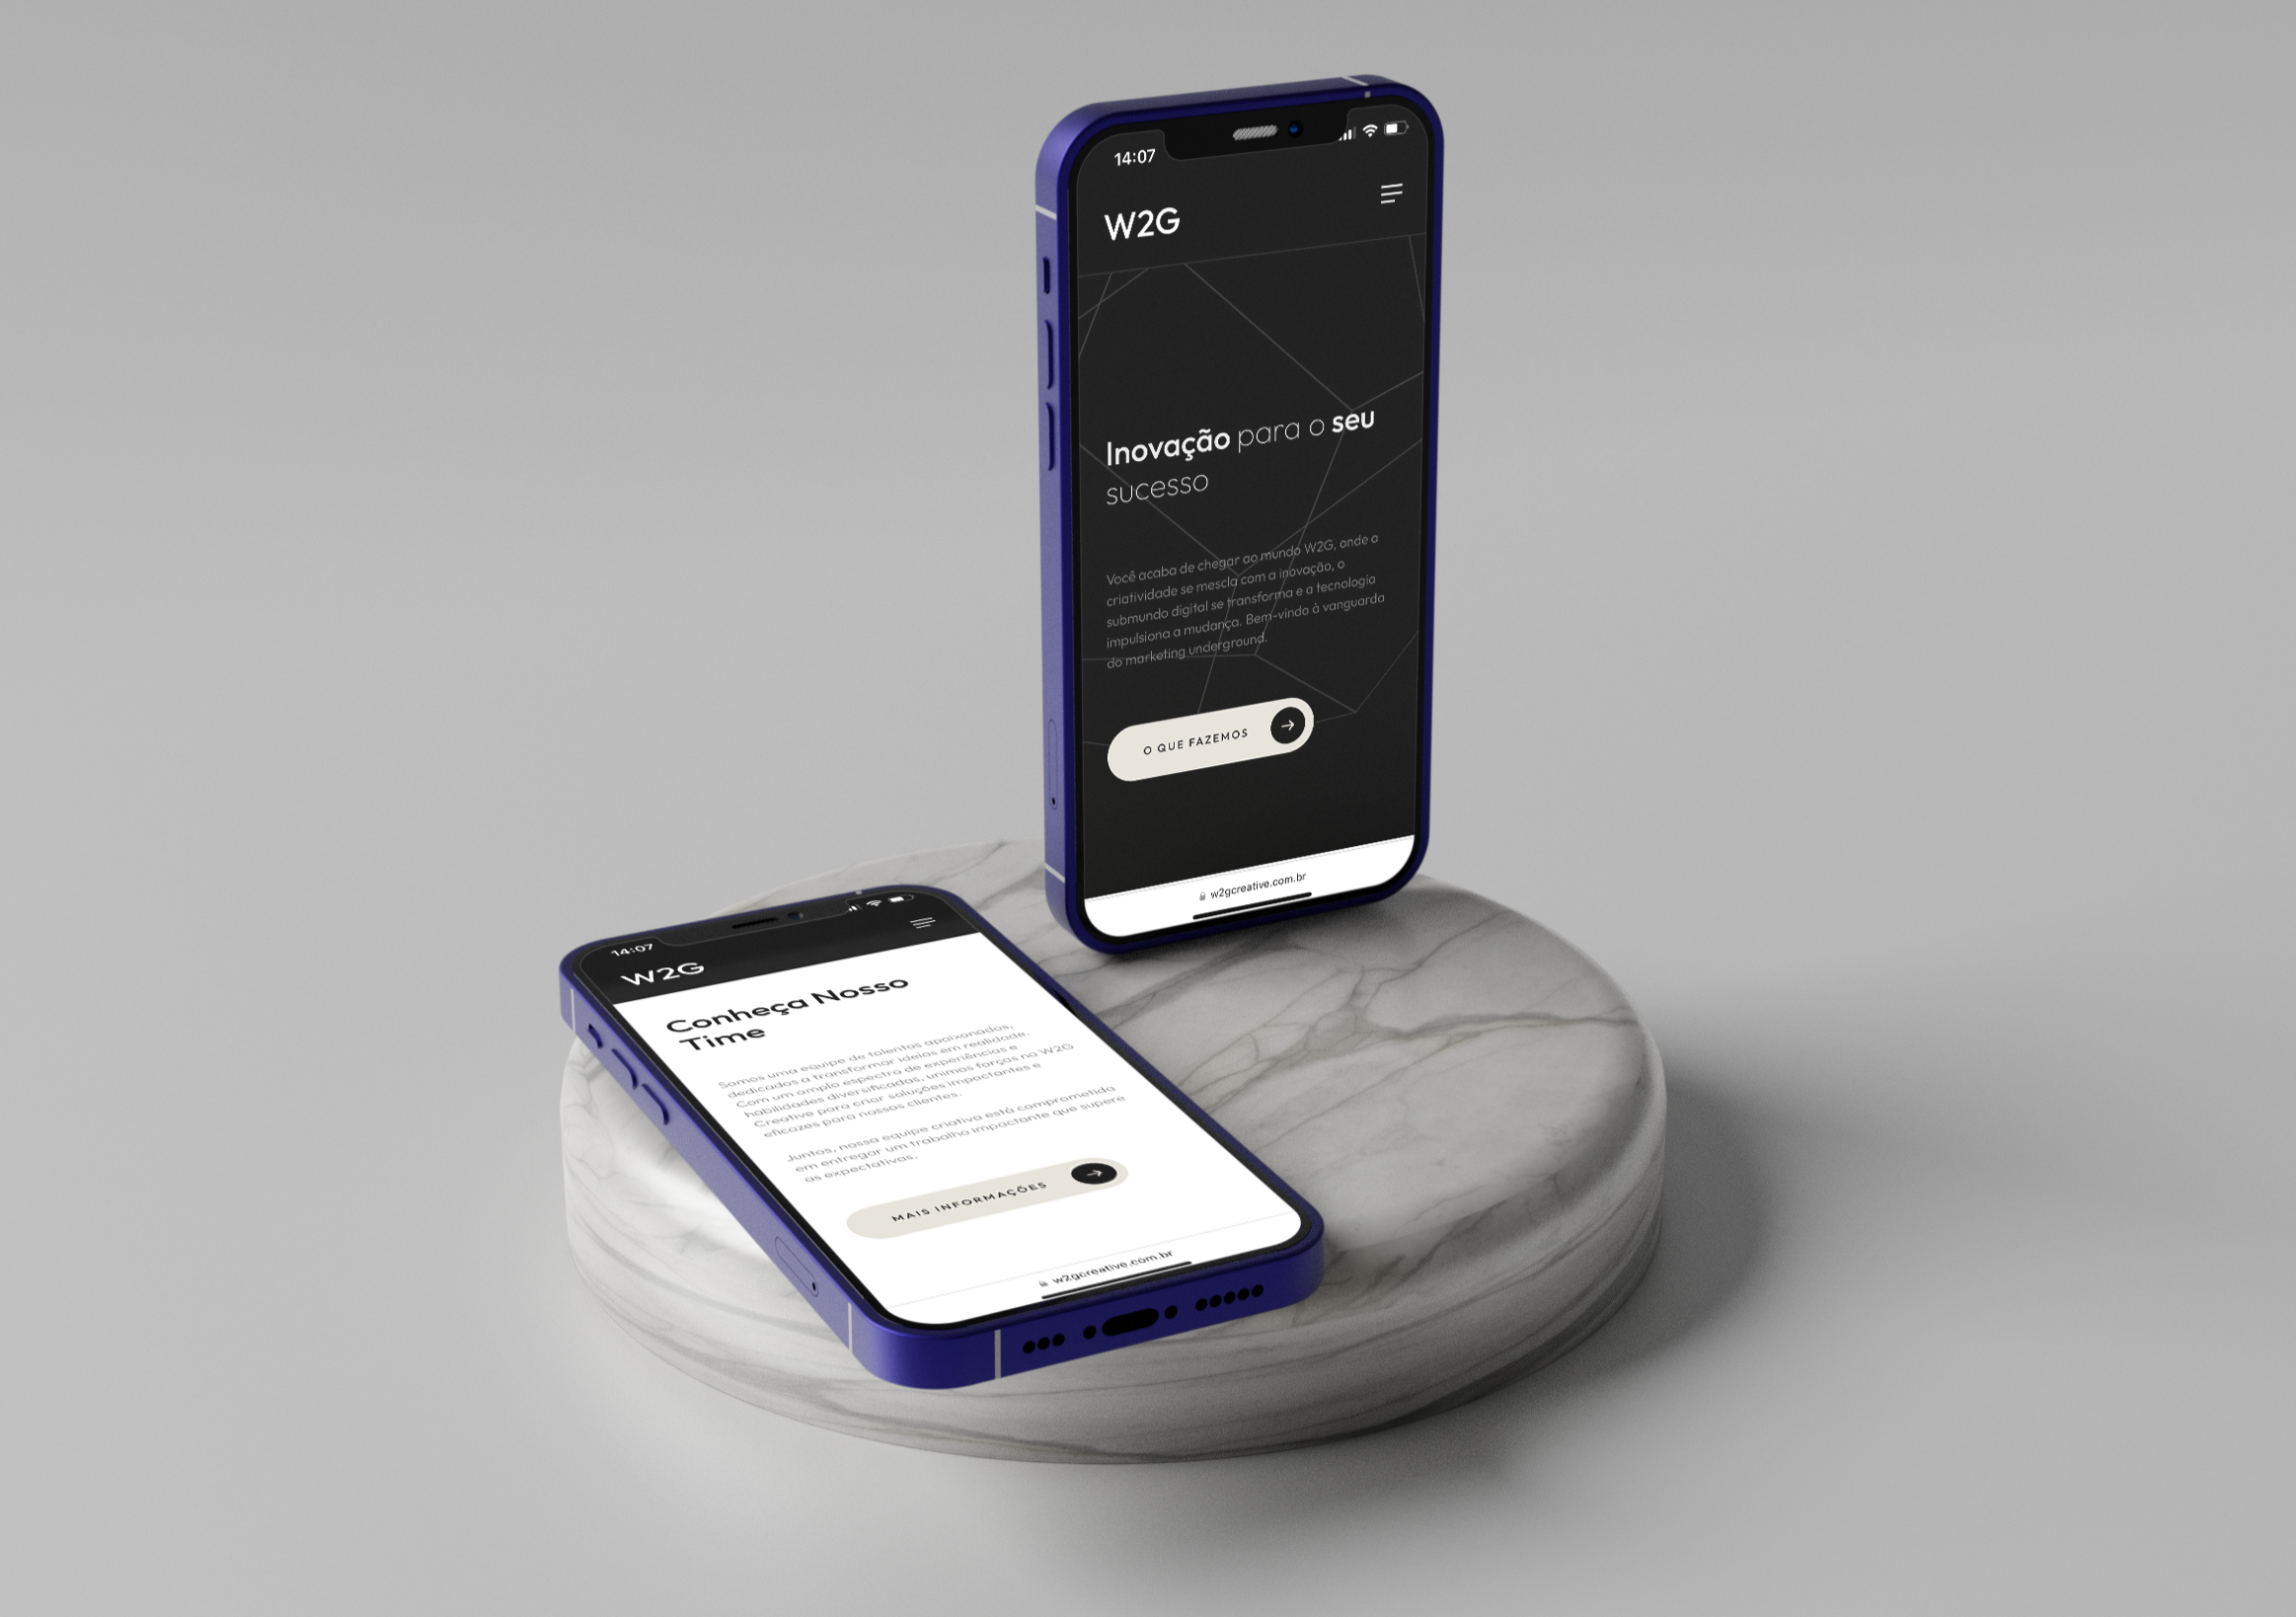 14:07
W2G
Inovação para o seu
sucesso
Você acaba de chegar ao mundo W2G, onde a
criatividade se mescla com a inovação, o
submundo digital se transforma e a tecnologia
impulsiona a mudança. Bem-vindo à vanguarda
do marketing underground.
O QUE FAZEMOS
w2gcreative.com.br
14:07
W2G
Conheça Nosso
Time
Somos uma equipe de talentos apaixonados,
dedicados a transformar ideias em realidade.
Com um amplo espectro de experiências e
habilidades diversificadas, unimos forças na W2G
Creative para criar soluções impactantes e
eficazes para nossos clientes.
Juntos, nossa equipe criativa está comprometida
em entregar um trabalho impactante que supere
as expectativas.
MAIS INFORMAÇÕES
w2gcreative.com.br